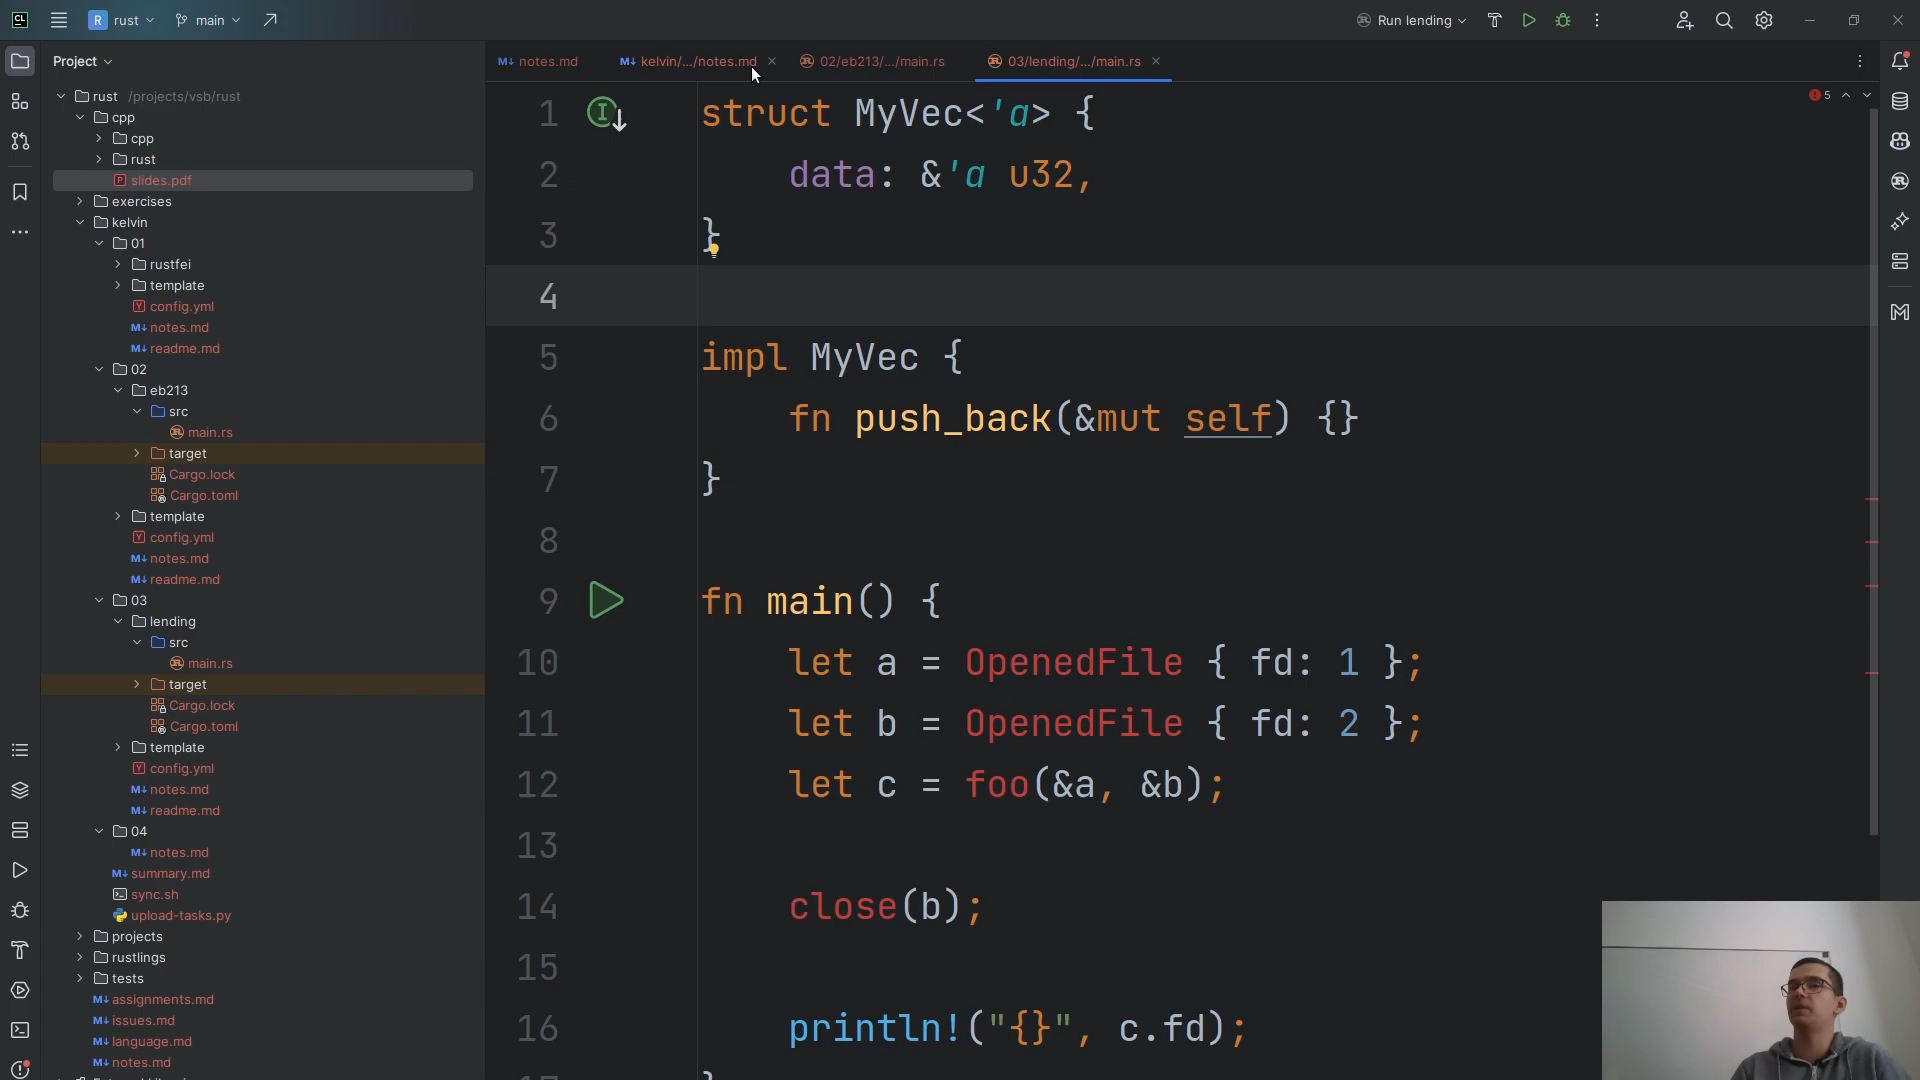 CL
R rust
main
Run lending
Project
notes.md
kelvin/.../notes.md
02/eb213/.../main.rs
03/lending/.../main.rs
5
rust /projects/vsb/rust
cpp
cpp
rust
slides.pdf
exercises
kelvin
01
rustfei
template
config.yml
notes.md
readme.md
02
eb213
src
main.rs
target
Cargo.lock
Cargo.toml
template
config.yml
notes.md
readme.md
03
lending
src
main.rs
target
Cargo.lock
Cargo.toml
template
config.yml
notes.md
readme.md
04
notes.md
summary.md
sync.sh
upload-tasks.py
projects
rustlings
tests
assignments.md
issues.md
language.md
notes.md
1 struct MyVec<'a> {
2 data: &'a u32,
3 }
4
5 impl MyVec {
6 fn push_back(&mut self) {}
7 }
8
9 fn main() {
10 let a = OpenedFile { fd: 1 };
11 let b = OpenedFile { fd: 2 };
12 let c = foo(&a, &b);
13
14 close(b);
15
16 println!("{}", c.fd);